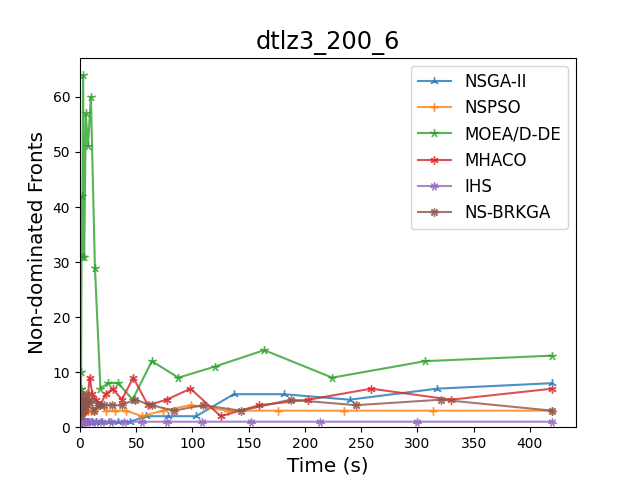 dtlz3_200_6
Non-dominated Fronts
60
50
40
30
20
10
0
NSGA-II
NSPSO
MOEA/D-DE
MHACO
IHS
NS-BRKGA
0 50 100 150 200 250 300 350 400
Time (s)